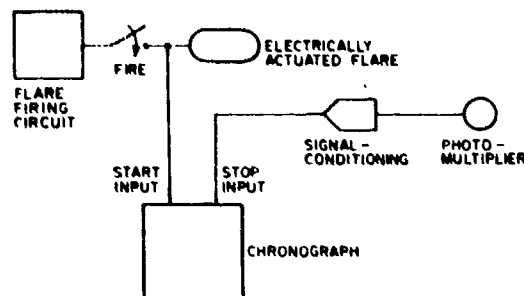 FLARE
FIRING
CIRCUIT
FIRE
ELECTRICALLY
ACTUATED FLARE
SIGNAL-
CONDITIONING
PHOTO-
MULTIPLIER
START
INPUT
STOP
INPUT
CHRONOGRAPH